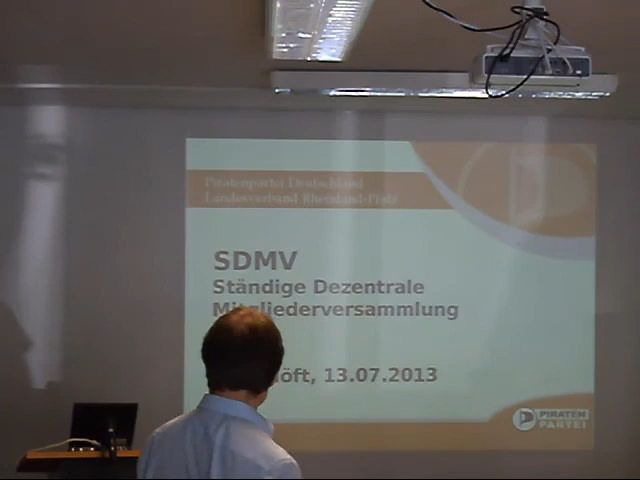 Piratenpartei Deutschland
Landesverband Rheinland-Pfalz
SDMV
Ständige Dezentrale
Mitgliederversammlung
13.07.2013
PIRATEN
PARTEI